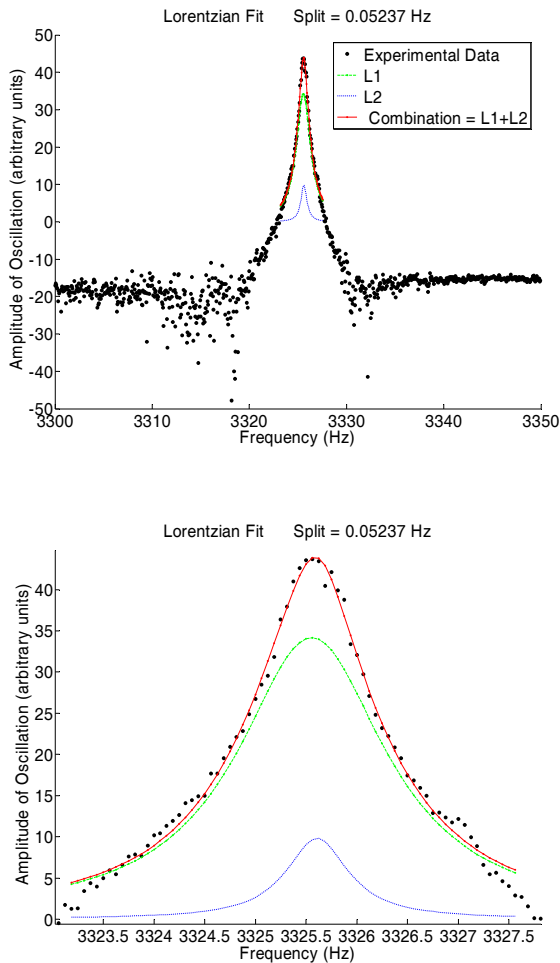 Lorentzian Fit Split = 0.05237 Hz
50
40
30
20
10
0
-10
-20
-30
-40
-50
Amplitude of Oscillation (arbitrary units)
Experimental Data
L1
L2
Combination = L1+L2
3300 3310 3320 3330 3340 3350
Frequency (Hz)
Lorentzian Fit Split = 0.05237 Hz
40
35
30
25
20
15
10
5
0
Amplitude of Oscillation (arbitrary units)
3323.5 3324 3324.5 3325 3325.5 3326 3326.5 3327 3327.5
Frequency (Hz)